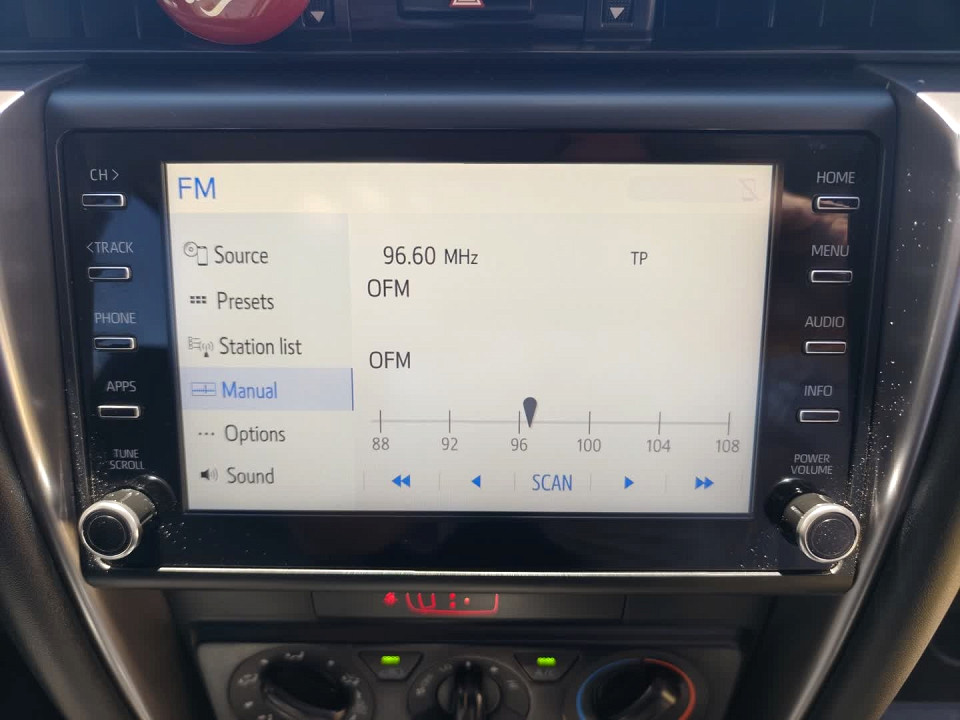 CH >
<TRACK
PHONE
APPS
TUNE
SCROLL
FM
Source
Presets
Station list
Manual
Options
Sound
96.60 MHz
TP
OFM
OFM
88 92 96 100 104 108
SCAN
HOME
MENU
AUDIO
INFO
POWER
VOLUME
A/C